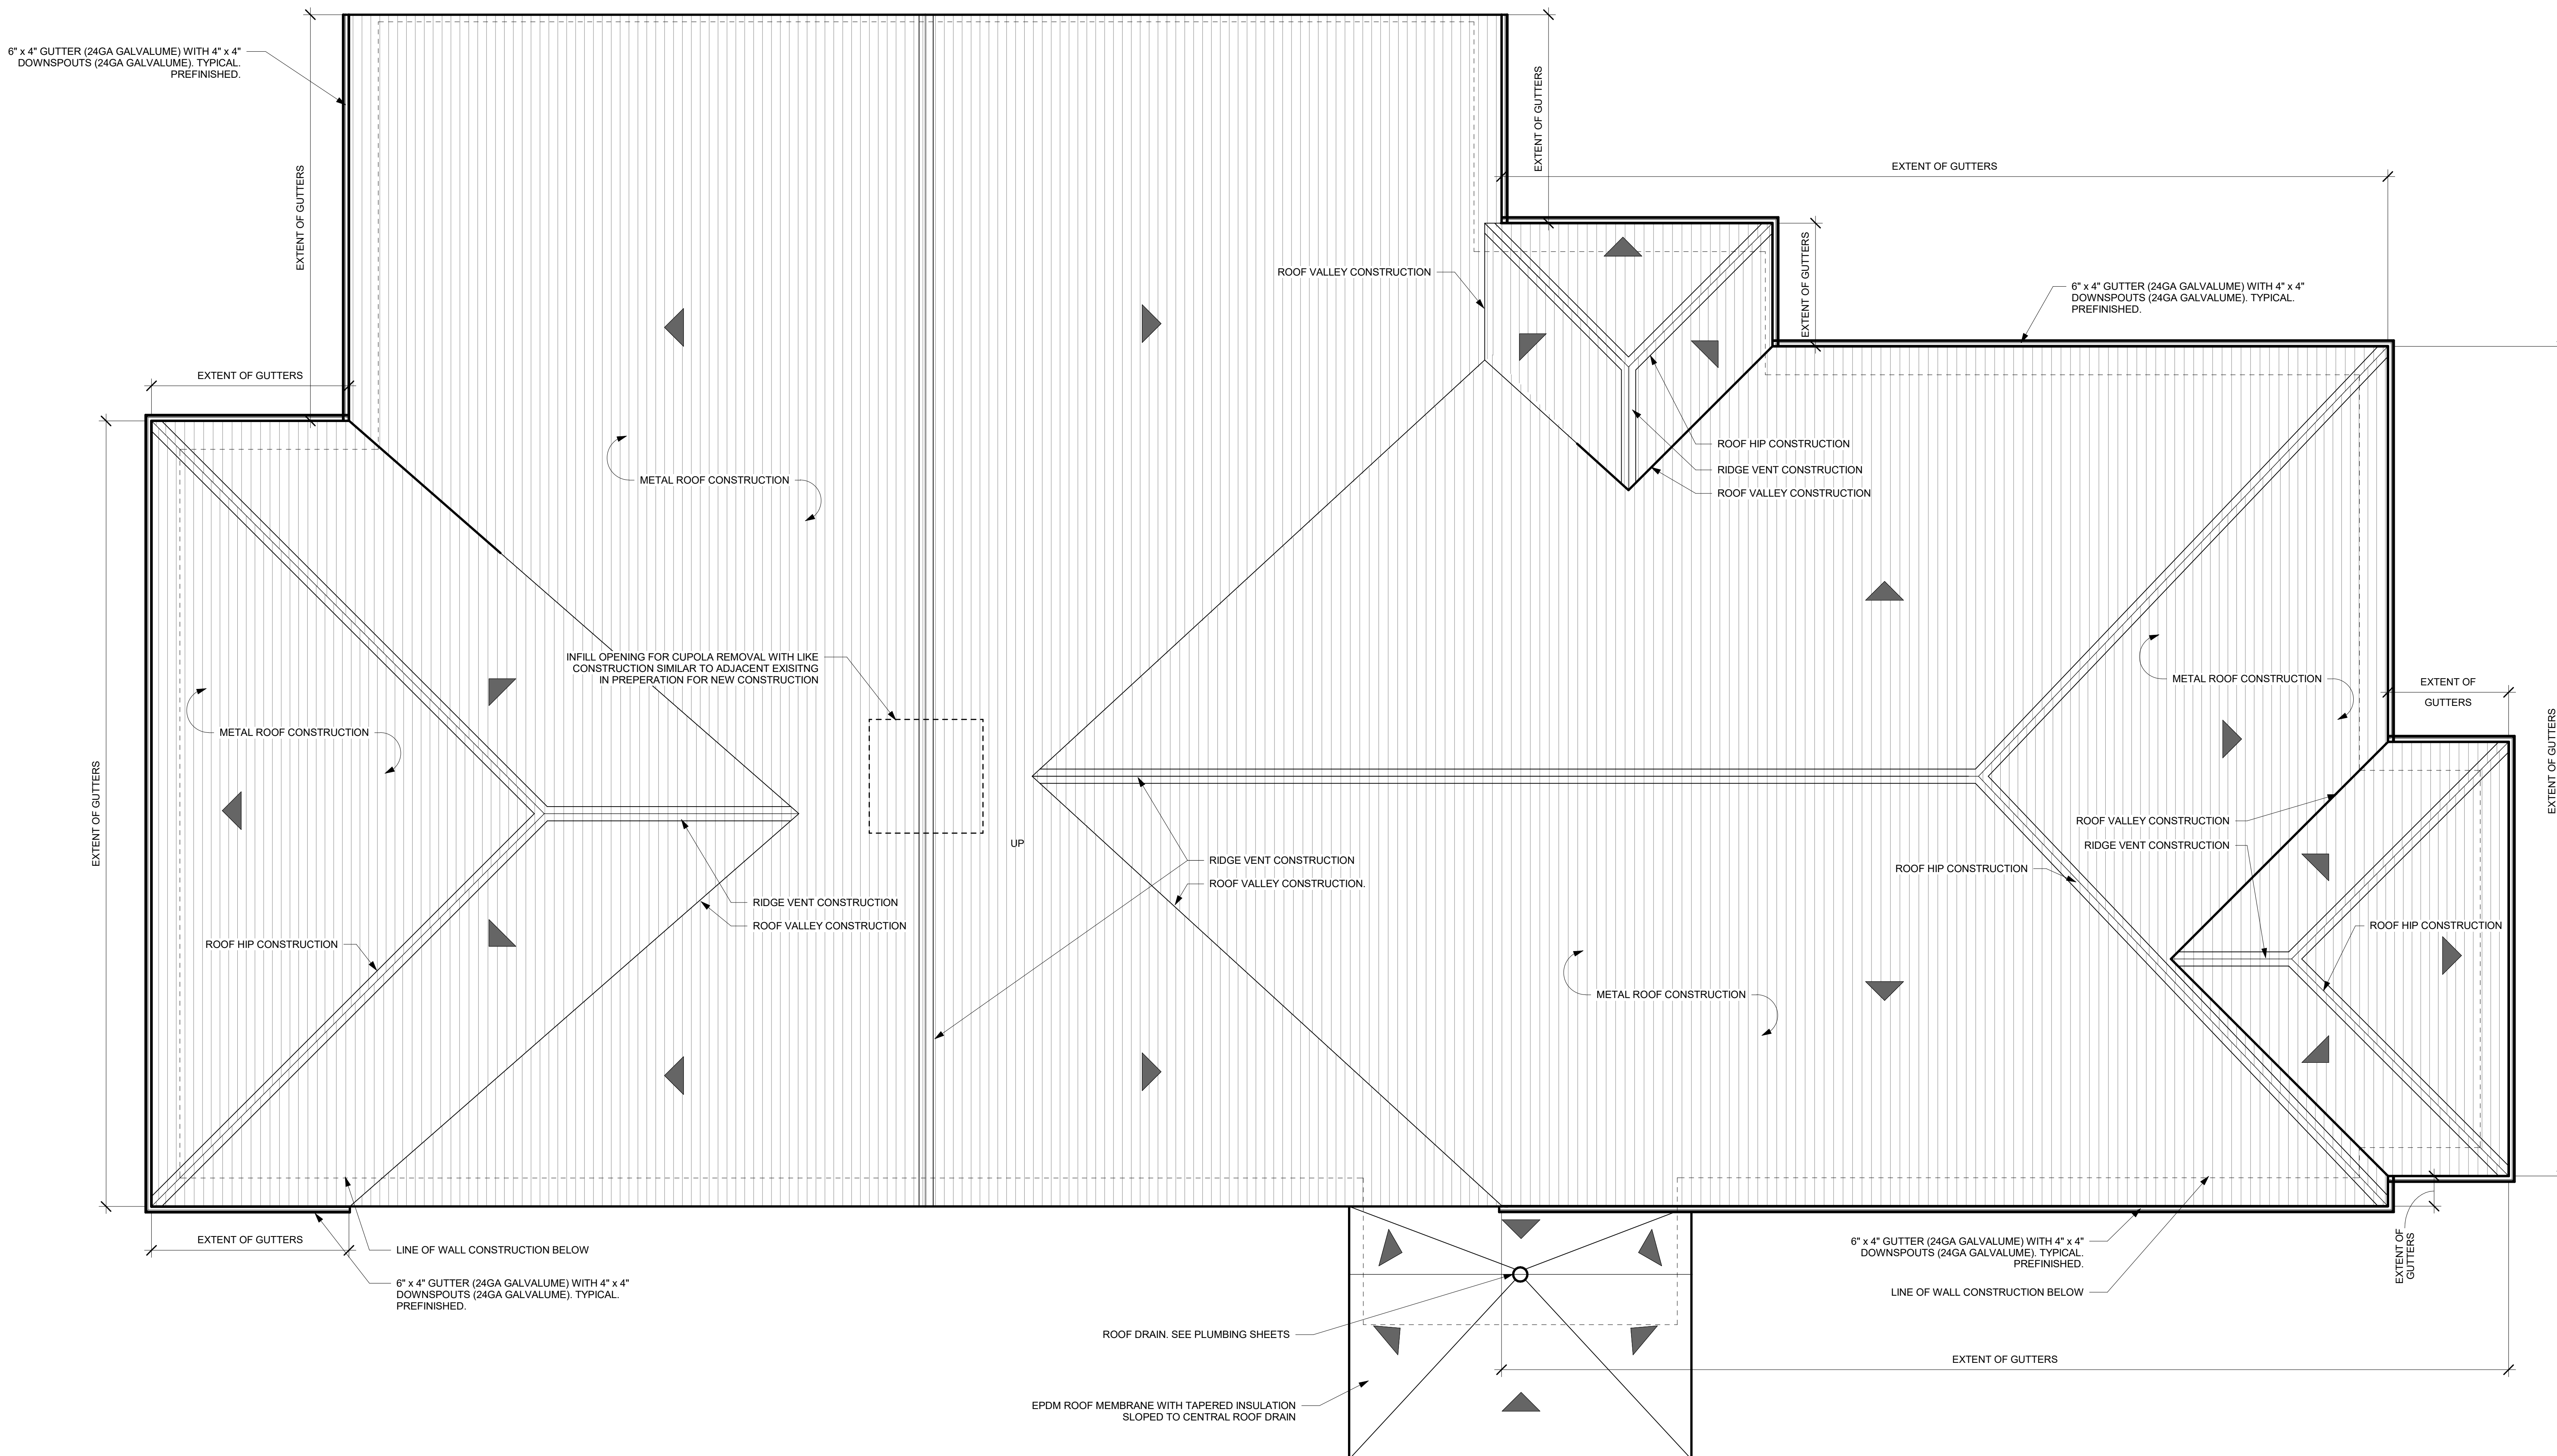 6" x 4" GUTTER (24GA GALVALUME) WITH 4" x 4"
DOWNSPOUTS (24GA GALVALUME). TYPICAL.
PREFINISHED.
EXTENT OF GUTTERS
EXTENT OF GUTTERS
EXTENT OF GUTTERS
EXTENT OF GUTTERS
EXTENT OF GUTTERS
ROOF VALLEY CONSTRUCTION
6" x 4" GUTTER (24GA GALVALUME) WITH 4" x 4"
DOWNSPOUTS (24GA GALVALUME). TYPICAL.
PREFINISHED.
EXTENT OF GUTTERS
ROOF HIP CONSTRUCTION
RIDGE VENT CONSTRUCTION
ROOF VALLEY CONSTRUCTION
METAL ROOF CONSTRUCTION
INFILL OPENING FOR CUPOLA REMOVAL WITH LIKE
CONSTRUCTION SIMILAR TO ADJACENT EXISITNG
IN PREPERATION FOR NEW CONSTRUCTION
METAL ROOF CONSTRUCTION
EXTENT OF
GUTTERS
METAL ROOF CONSTRUCTION
EXTENT OF GUTTERS
EXTENT OF GUTTERS
ROOF VALLEY CONSTRUCTION
RIDGE VENT CONSTRUCTION
UP
RIDGE VENT CONSTRUCTION
ROOF VALLEY CONSTRUCTION.
ROOF HIP CONSTRUCTION
RIDGE VENT CONSTRUCTION
ROOF VALLEY CONSTRUCTION
ROOF HIP CONSTRUCTION
ROOF HIP CONSTRUCTION
METAL ROOF CONSTRUCTION
EXTENT OF GUTTERS
LINE OF WALL CONSTRUCTION BELOW
6" x 4" GUTTER (24GA GALVALUME) WITH 4" x 4"
DOWNSPOUTS (24GA GALVALUME). TYPICAL.
PREFINISHED.
6" x 4" GUTTER (24GA GALVALUME) WITH 4" x 4"
DOWNSPOUTS (24GA GALVALUME). TYPICAL.
PREFINISHED.
EXTENT OF
GUTTERS
LINE OF WALL CONSTRUCTION BELOW
ROOF DRAIN. SEE PLUMBING SHEETS
EXTENT OF GUTTERS
EPDM ROOF MEMBRANE WITH TAPERED INSULATION
SLOPED TO CENTRAL ROOF DRAIN